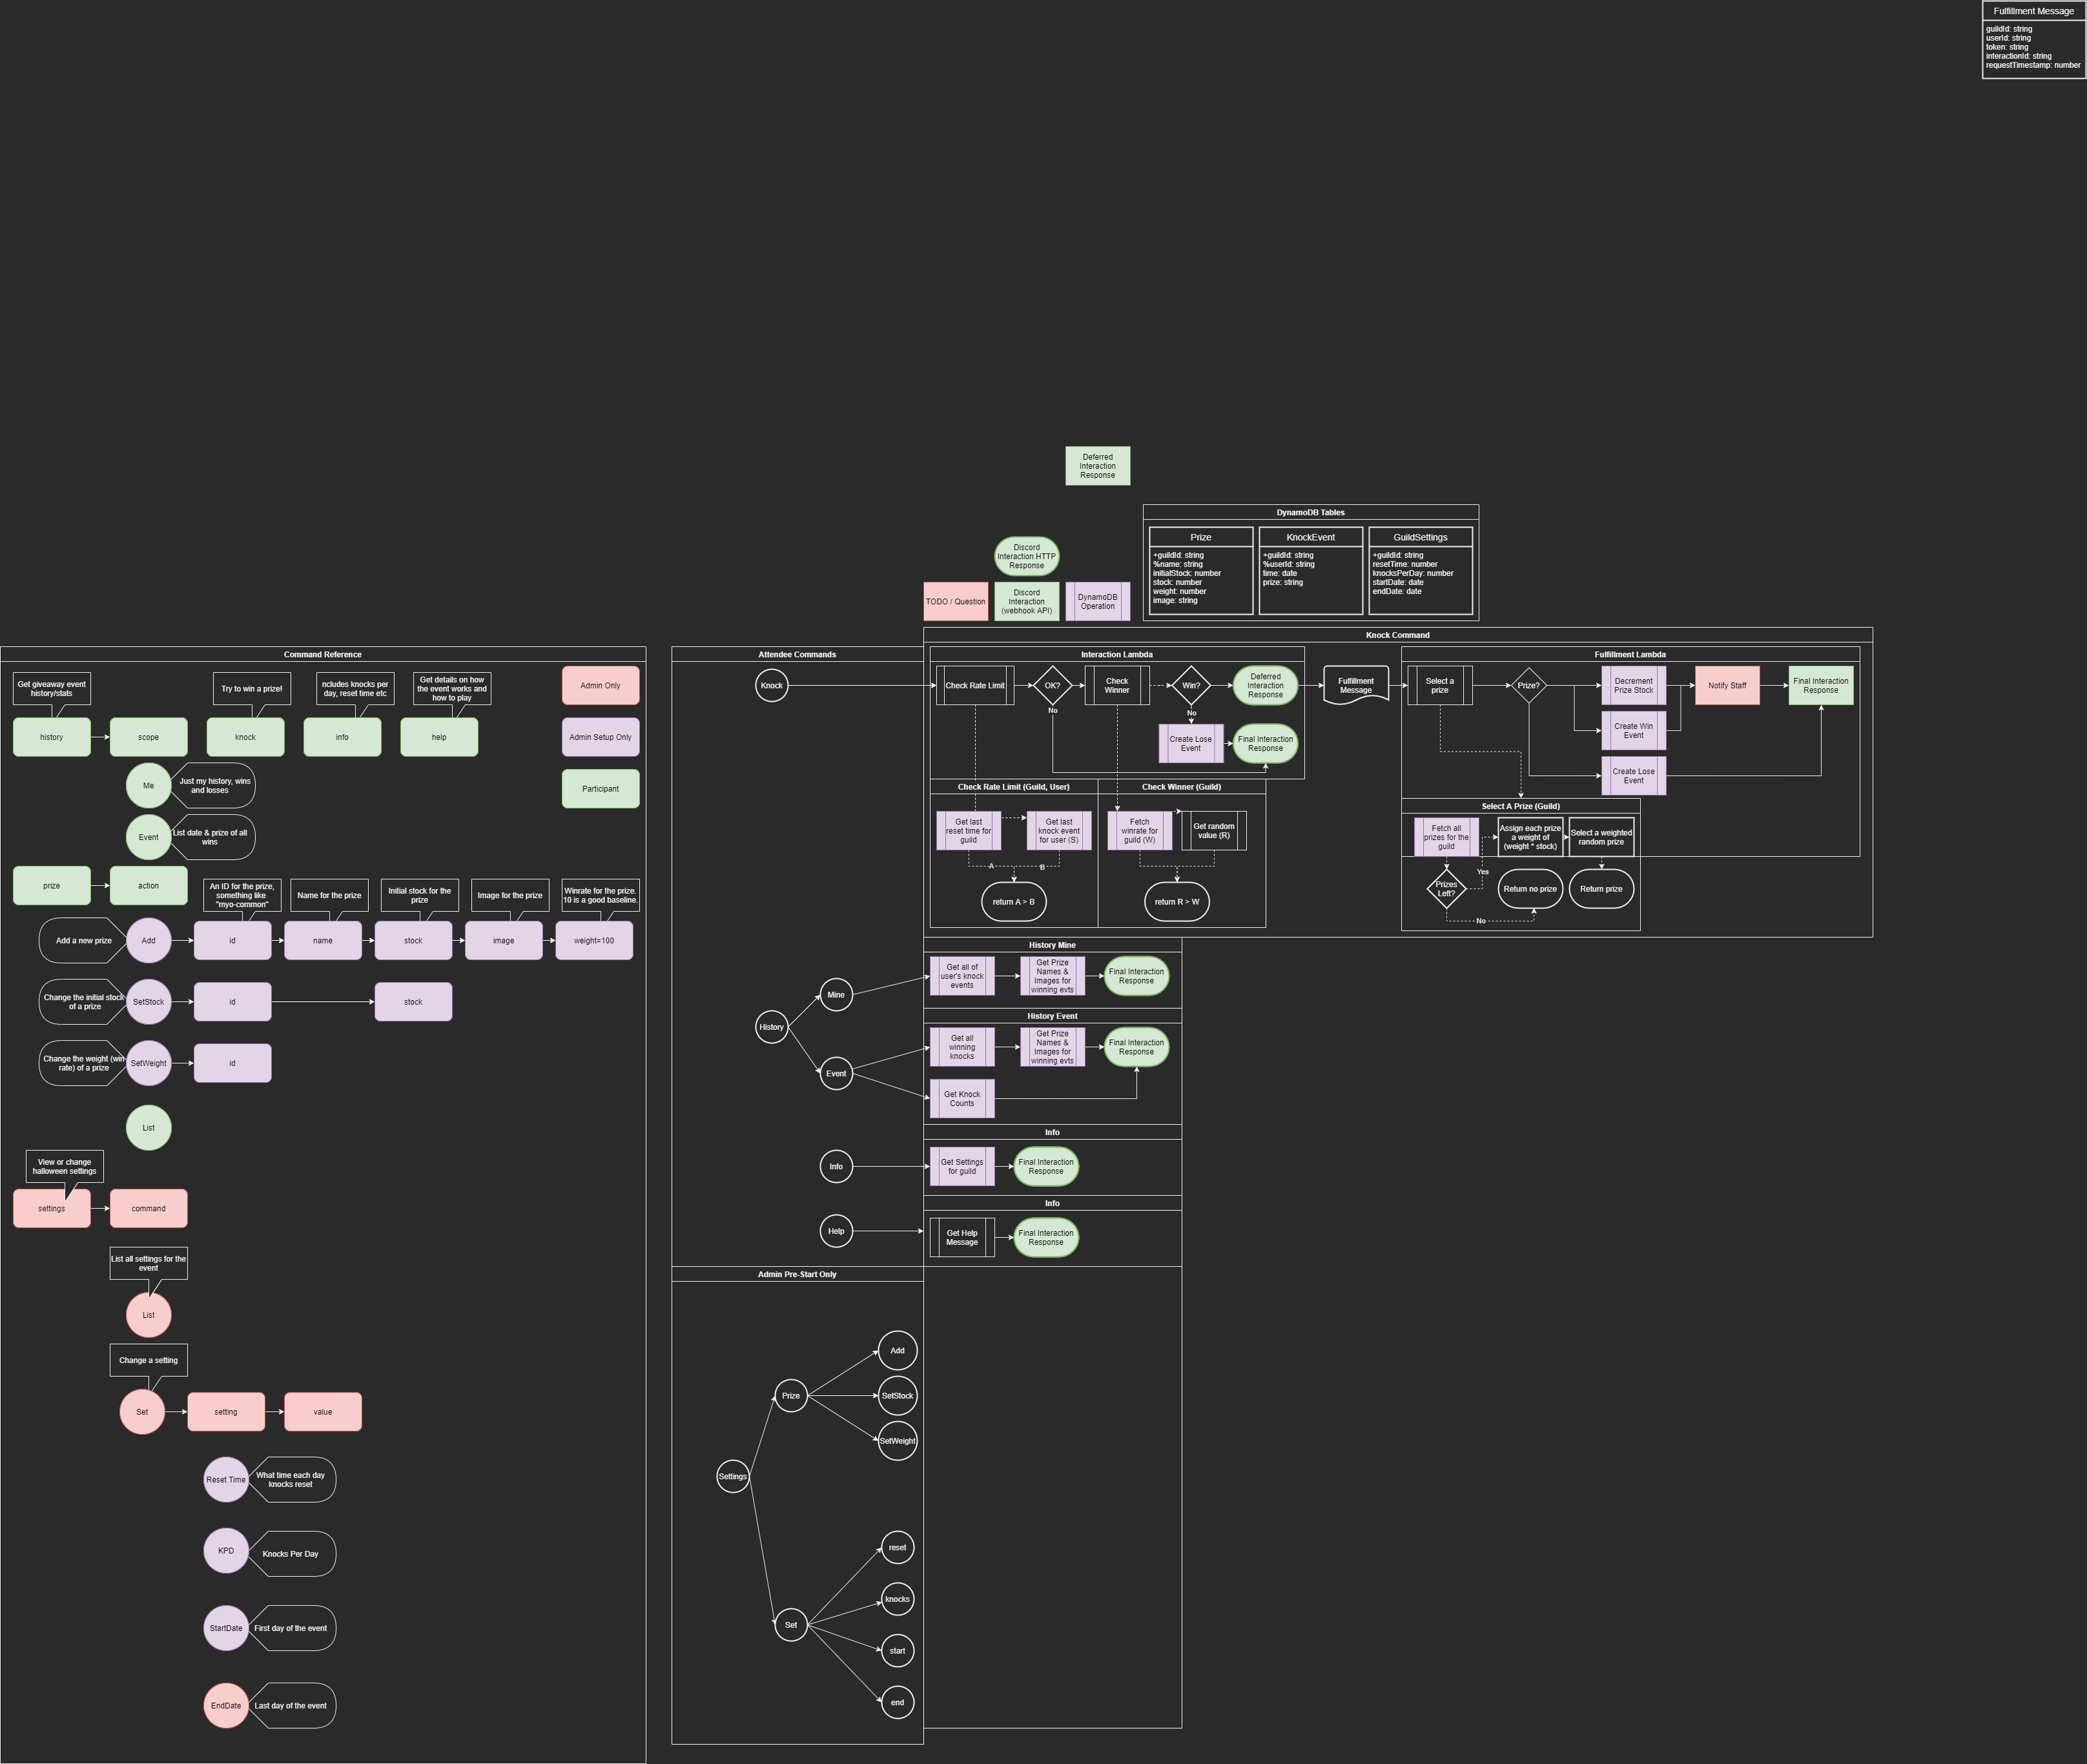 Fulfillment Message
guildId: string
userId: string
token: string
interactionId: string
requestTimestamp: number
Deferred
Interaction
Response
DynamoDB Tables
Prize
+guildId: string
%name: string
initialStock: number
stock: number
weight: number
image: string
KnockEvent
+guildId: string
%userId: string
time: date
prize: string
GuildSettings
+guildId: string
resetTime: number
knocksPerDay: number
startDate: date
endDate: date
Discord
Interaction HTTP
Response
TODO / Question
Discord
Interaction
(webhook API)
DynamoDB
Operation
Command Reference
Get giveaway event
history/stats
Try to win a prize!
ncludes knocks per
day, reset time etc
Get details on how
the event works and
how to play
Admin Only
history
scope
knock
info
help
Admin Setup Only
Me
Just my history, wins
and losses
Participant
Event
List date & prize of all
wins
prize
action
An ID for the prize,
something like
"myo-common"
Name for the prize
Initial stock for the
prize
Image for the prize
Winrate for the prize.
10 is a good baseline.
Add a new prize
Add
id
name
stock
image
weight=100
Change the initial stock
of a prize
SetStock
id
stock
Change the weight (win
rate) of a prize
SetWeight
id
List
View or change
halloween settings
settings
command
List all settings for the
event
List
Change a setting
Set
setting
value
Reset Time
What time each day
knocks reset
KPD
Knocks Per Day
StartDate
First day of the event
EndDate
Last day of the event
Attendee Commands
Knock
History
Mine
Event
Info
Help
Admin Pre-Start Only
Settings
Prize
Add
SetStock
SetWeight
Set
reset
knocks
start
end
Knock Command
Interaction Lambda
Check Rate Limit
OK?
No
Check
Winner
Win?
No
Deferred
Interaction
Response
Create Lose
Event
Final Interaction
Response
Fulfillment
Message
Fulfillment Lambda
Select a
prize
Prize?
Decrement
Prize Stock
Create Win
Event
Create Lose
Event
Notify Staff
Final Interaction
Response
Check Rate Limit (Guild, User)
Get last
reset time for
guild
Get last
knock event
for user (S)
A
B
return A > B
Check Winner (Guild)
Fetch
winrate for
guild (W)
Get random
value (R)
return R > W
Select A Prize (Guild)
Fetch all
prizes for the
guild
Assign each prize
a weight of
(weight * stock)
Select a weighted
random prize
Yes
Prizes
Left?
No
Return no prize
Return prize
History Mine
Get all of
user's knock
events
Get Prize
Names &
Images for
winning evts
Final Interaction
Response
History Event
Get all
winning
knocks
Get Prize
Names &
Images for
winning evts
Final Interaction
Response
Get Knock
Counts
Info
Get Settings
for guild
Final Interaction
Response
Info
Get Help
Message
Final Interaction
Response